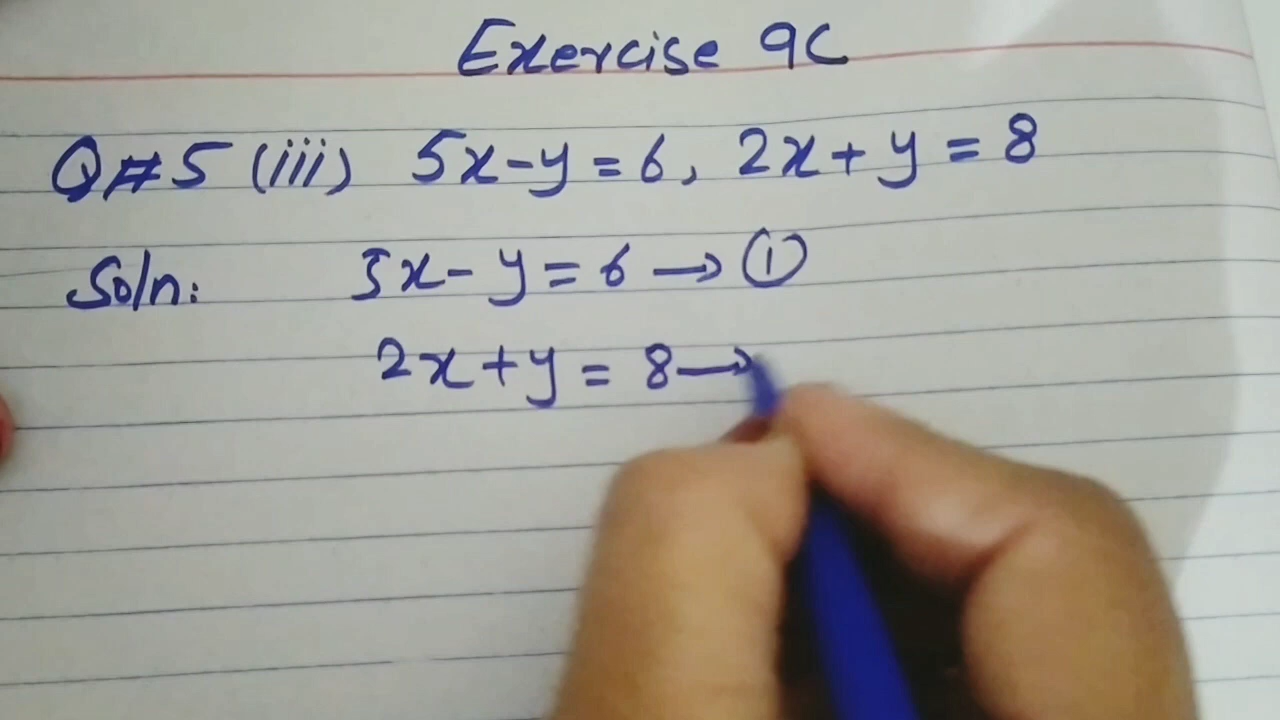 Exercise 9C
Q#5 (iii) 5x-y=6, 2x+y=8
Soln: 5x-y=6→①
2x+y=8→